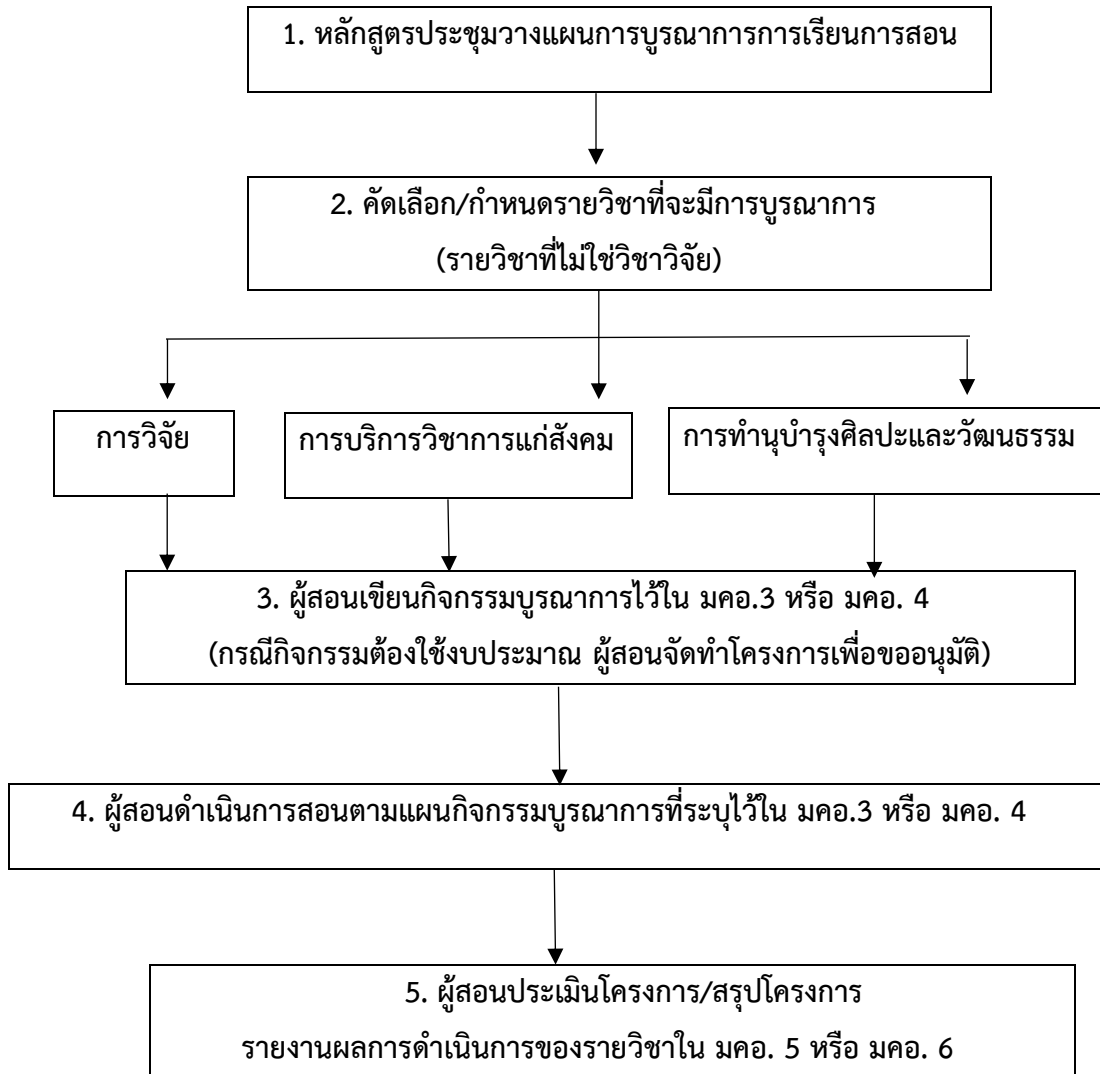 1. หลักสูตรประชุมวางแผนการบูรณาการการเรียนการสอน
2. คัดเลือก/กำหนดรายวิชาที่จะมีการบูรณาการ
(รายวิชาที่ไม่ใช่วิชาวิจัย)
การวิจัย
การบริการวิชาการแก่สังคม
การทำนุบำรุงศิลปะและวัฒนธรรม
3. ผู้สอนเขียนกิจกรรมบูรณาการไว้ใน มคอ.3 หรือ มคอ. 4
(กรณีกิจกรรมต้องใช้งบประมาณ ผู้สอนจัดทำโครงการเพื่อขออนุมัติ)
4. ผู้สอนดำเนินการสอนตามแผนกิจกรรมบูรณาการที่ระบุไว้ใน มคอ.3 หรือ มคอ. 4
5. ผู้สอนประเมินโครงการ/สรุปโครงการ
รายงานผลการดำเนินการของรายวิชาใน มคอ. 5 หรือ มคอ. 6